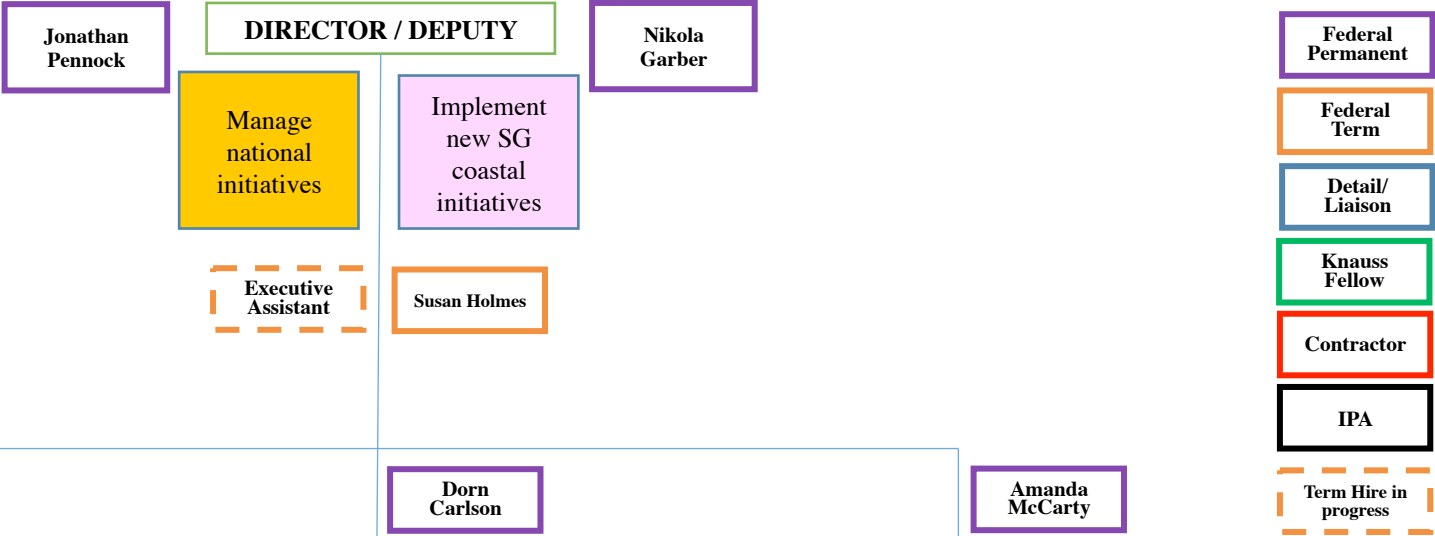 Jonathan
Pennock
DIRECTOR / DEPUTY
Nikola
Garber
Manage
national
initiatives
Implement
new SG
coastal
initiatives
Executive
Assistant
Susan Holmes
Dorn
Carlson
Amanda
McCarty
Federal
Permanent
Federal
Term
Detail/
Liaison
Knauss
Fellow
Contractor
IPA
Term Hire in
progress